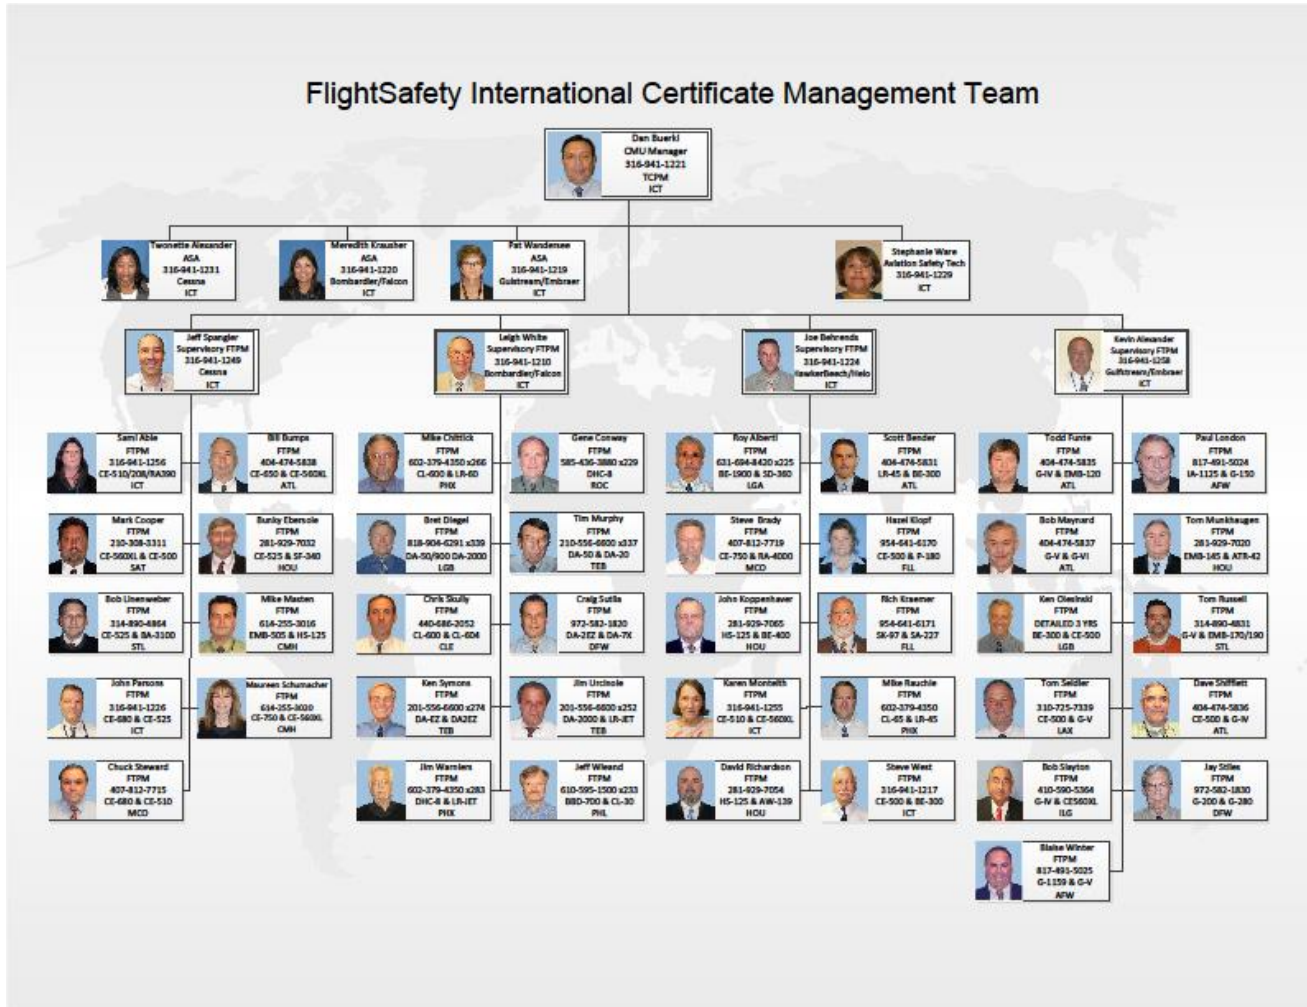 FlightSafety International Certificate Management Team
Dan Buerki
CMU Manager
316-941-1221
TCPM
ICT
Twonette Alexander
ASA
316-941-1231
Cessna
ICT
Meredith Krausher
ASA
316-941-1220
Bombardier/Falcon
ICT
Pat Wandersee
ASA
316-941-1219
Gulstream/Embraer
ICT
Stephanie Ware
Aviation Safety Tech
316-941-1229
ICT
Jeff Spangler
Supervisory FTPM
316-941-1249
Cessna
ICT
Leigh White
Supervisory FTPM
316-941-1210
Bombardier/Falcon
ICT
Joe Behrends
Supervisory FTPM
316-941-1224
HawkerBeech/Helo
ICT
Kevin Alexander
Supervisory FTPM
316-941-1258
Gulfstream/Embraer
ICT
Sami Able
FTPM
316-941-1256
CE-510/208/RA390
ICT
Bill Bumps
FTPM
404-474-5838
CE-650 & CE-560XL
ATL
Mike Chittick
FTPM
602-379-4350 x266
CL-600 & LR-60
PHX
Gene Conway
FTPM
585-436-3880 x229
DHC-8
ROC
Roy Alberti
FTPM
631-694-8420 x225
BE-1900 & SD-360
LGA
Scott Bender
FTPM
404-474-5831
LR-45 & BE-300
ATL
Todd Funte
FTPM
404-474-5835
G-IV & EMB-120
ATL
Paul London
FTPM
817-491-5024
IA-1125 & G-150
AFW
Mark Cooper
FTPM
210-308-3311
CE-560XL & CE-500
SAT
Bunky Ebersole
FTPM
281-929-7032
CE-525 & SF-340
HOU
Bret Diegel
FTPM
818-904-6291 x339
DA-50/900 DA-2000
LGB
Tim Murphy
FTPM
210-556-6600 x337
DA-50 & DA-20
TEB
Steve Brady
FTPM
407-812-7719
CE-750 & RA-4000
MCO
Hazel Klopf
FTPM
954-641-6170
CE-500 & P-180
FLL
Bob Maynard
FTPM
404-474-5837
G-V & G-VI
ATL
Tom Munkhaugen
FTPM
281-929-7020
EMB-145 & ATR-42
HOU
Bob Linenweber
FTPM
314-890-4864
CE-525 & BA-3100
STL
Mike Masten
FTPM
614-255-3016
EMB-505 & HS-125
CMH
Chris Skully
FTPM
440-686-2052
CL-600 & CL-604
CLE
Craig Sutila
FTPM
972-582-1820
DA-2EZ & DA-7X
DFW
John Koppenhaver
FTPM
281-929-7065
HS-125 & BE-400
HOU
Rich Kraemer
FTPM
954-641-6171
SK-97 & SA-227
FLL
Ken Olesinski
FTPM
DETAILED 3 YRS
BE-300 & CE-500
LGB
Tom Russell
FTPM
314-890-4831
G-V & EMB-170/190
STL
John Parsons
FTPM
316-941-1226
CE-680 & CE-525
ICT
Maureen Schumacher
FTPM
614-255-3020
CE-750 & CE-560XL
CMH
Ken Symons
FTPM
201-556-6600 x274
DA-EZ & DA2EZ
TEB
Jim Urcinole
FTPM
201-556-6600 x252
DA-2000 & LR-JET
TEB
Karen Monteith
FTPM
316-941-1255
CE-510 & CE-560XL
ICT
Mike Rauchle
FTPM
602-379-4350
CL-65 & LR-45
PHX
Tom Seidler
FTPM
310-725-7339
CE-500 & G-V
LAX
Dave Shifflett
FTPM
404-474-5836
CE-500 & G-IV
ATL
Chuck Steward
FTPM
407-812-7715
CE-680 & CE-510
MCO
Jim Warniers
FTPM
602-379-4350 x283
DHC-8 & LR-JET
PHX
Jeff Wieand
FTPM
610-595-1500 x233
BBD-700 & CL-30
PHL
David Richardson
FTPM
281-929-7054
HS-125 & AW-139
HOU
Steve West
FTPM
316-941-1217
CE-500 & BE-300
ICT
Bob Slayton
FTPM
410-590-5364
G-IV & CE560XL
ILG
Jay Stiles
FTPM
972-582-1830
G-200 & G-280
DFW
Blaise Winter
FTPM
817-491-5025
G-1159 & G-V
AFW